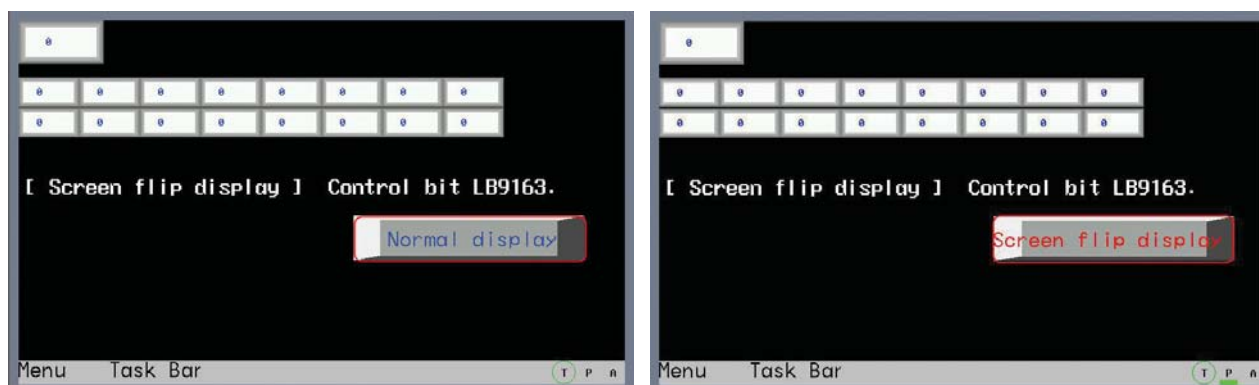 0
0 0 0 0 0 0 0 0
0 0 0 0 0 0 0 0
[ Screen flip display ] Control bit LB9163.
Normal display
Menu Task Bar T P A
0
0 0 0 0 0 0 0 0
0 0 0 0 0 0 0 0
[ Screen flip display ] Control bit LB9163.
Screen flip display
Menu Task Bar T P A